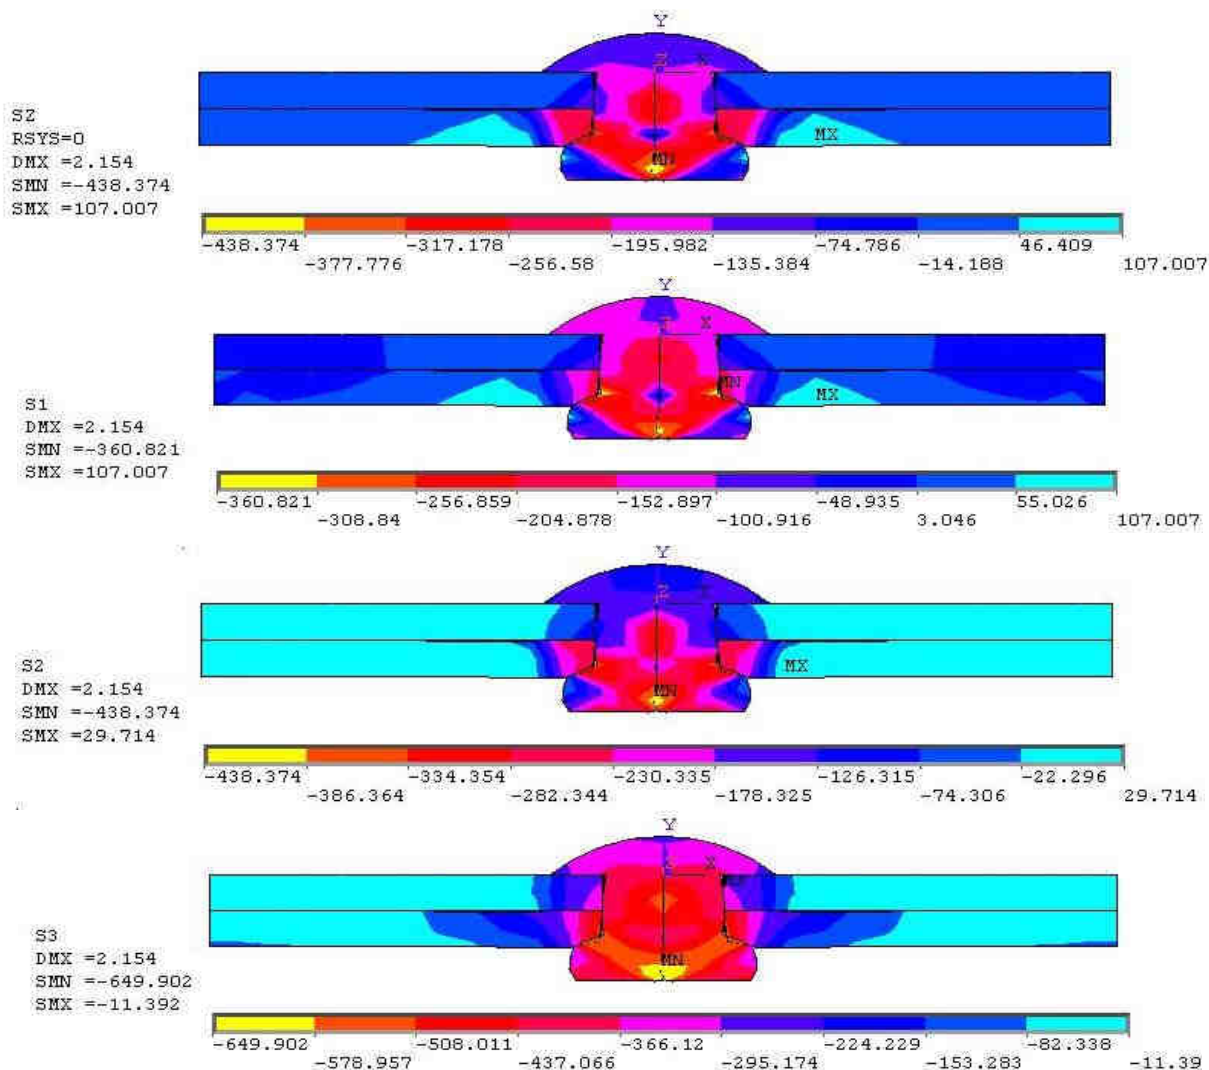 Y
Z X
SZ
RSYS=0
DMX =2.154
SMN =-438.374
SMX =107.007
MX
MN
-438.374 -317.178 -195.982 -74.786 46.409
-377.776 -256.58 -135.384 -14.188 107.007
Y
X
MN
MX
S1
DMX =2.154
SMN =-360.821
SMX =107.007
-360.821 -256.859 -152.897 -48.935 55.026
-308.84 -204.878 -100.916 3.046 107.007
Y
Z X
S2
DMX =2.154
SMN =-438.374
SMX =29.714
MX
MN
-438.374 -334.354 -230.335 -126.315 -22.296
-386.364 -282.344 -178.325 -74.306 29.714
Y
X
S3
DMX =2.154
SMN =-649.902
SMX =-11.392
MN
-649.902 -508.011 -366.12 -224.229 -82.338
-578.957 -437.066 -295.174 -153.283 -11.39